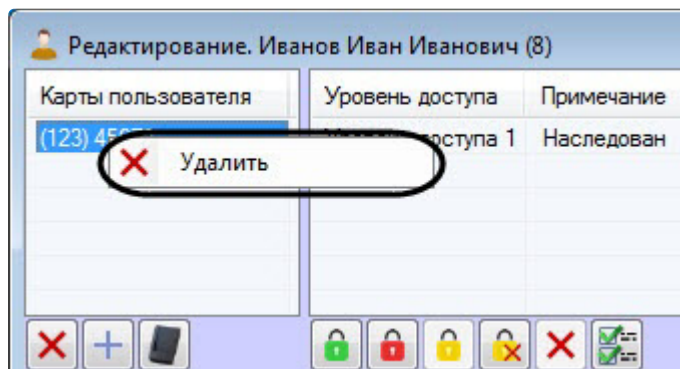 Редактирование. Иванов Иван Иванович (8)
Карты пользователя Уровень доступа Примечание
(123) доступа 1 Наследован
Удалить